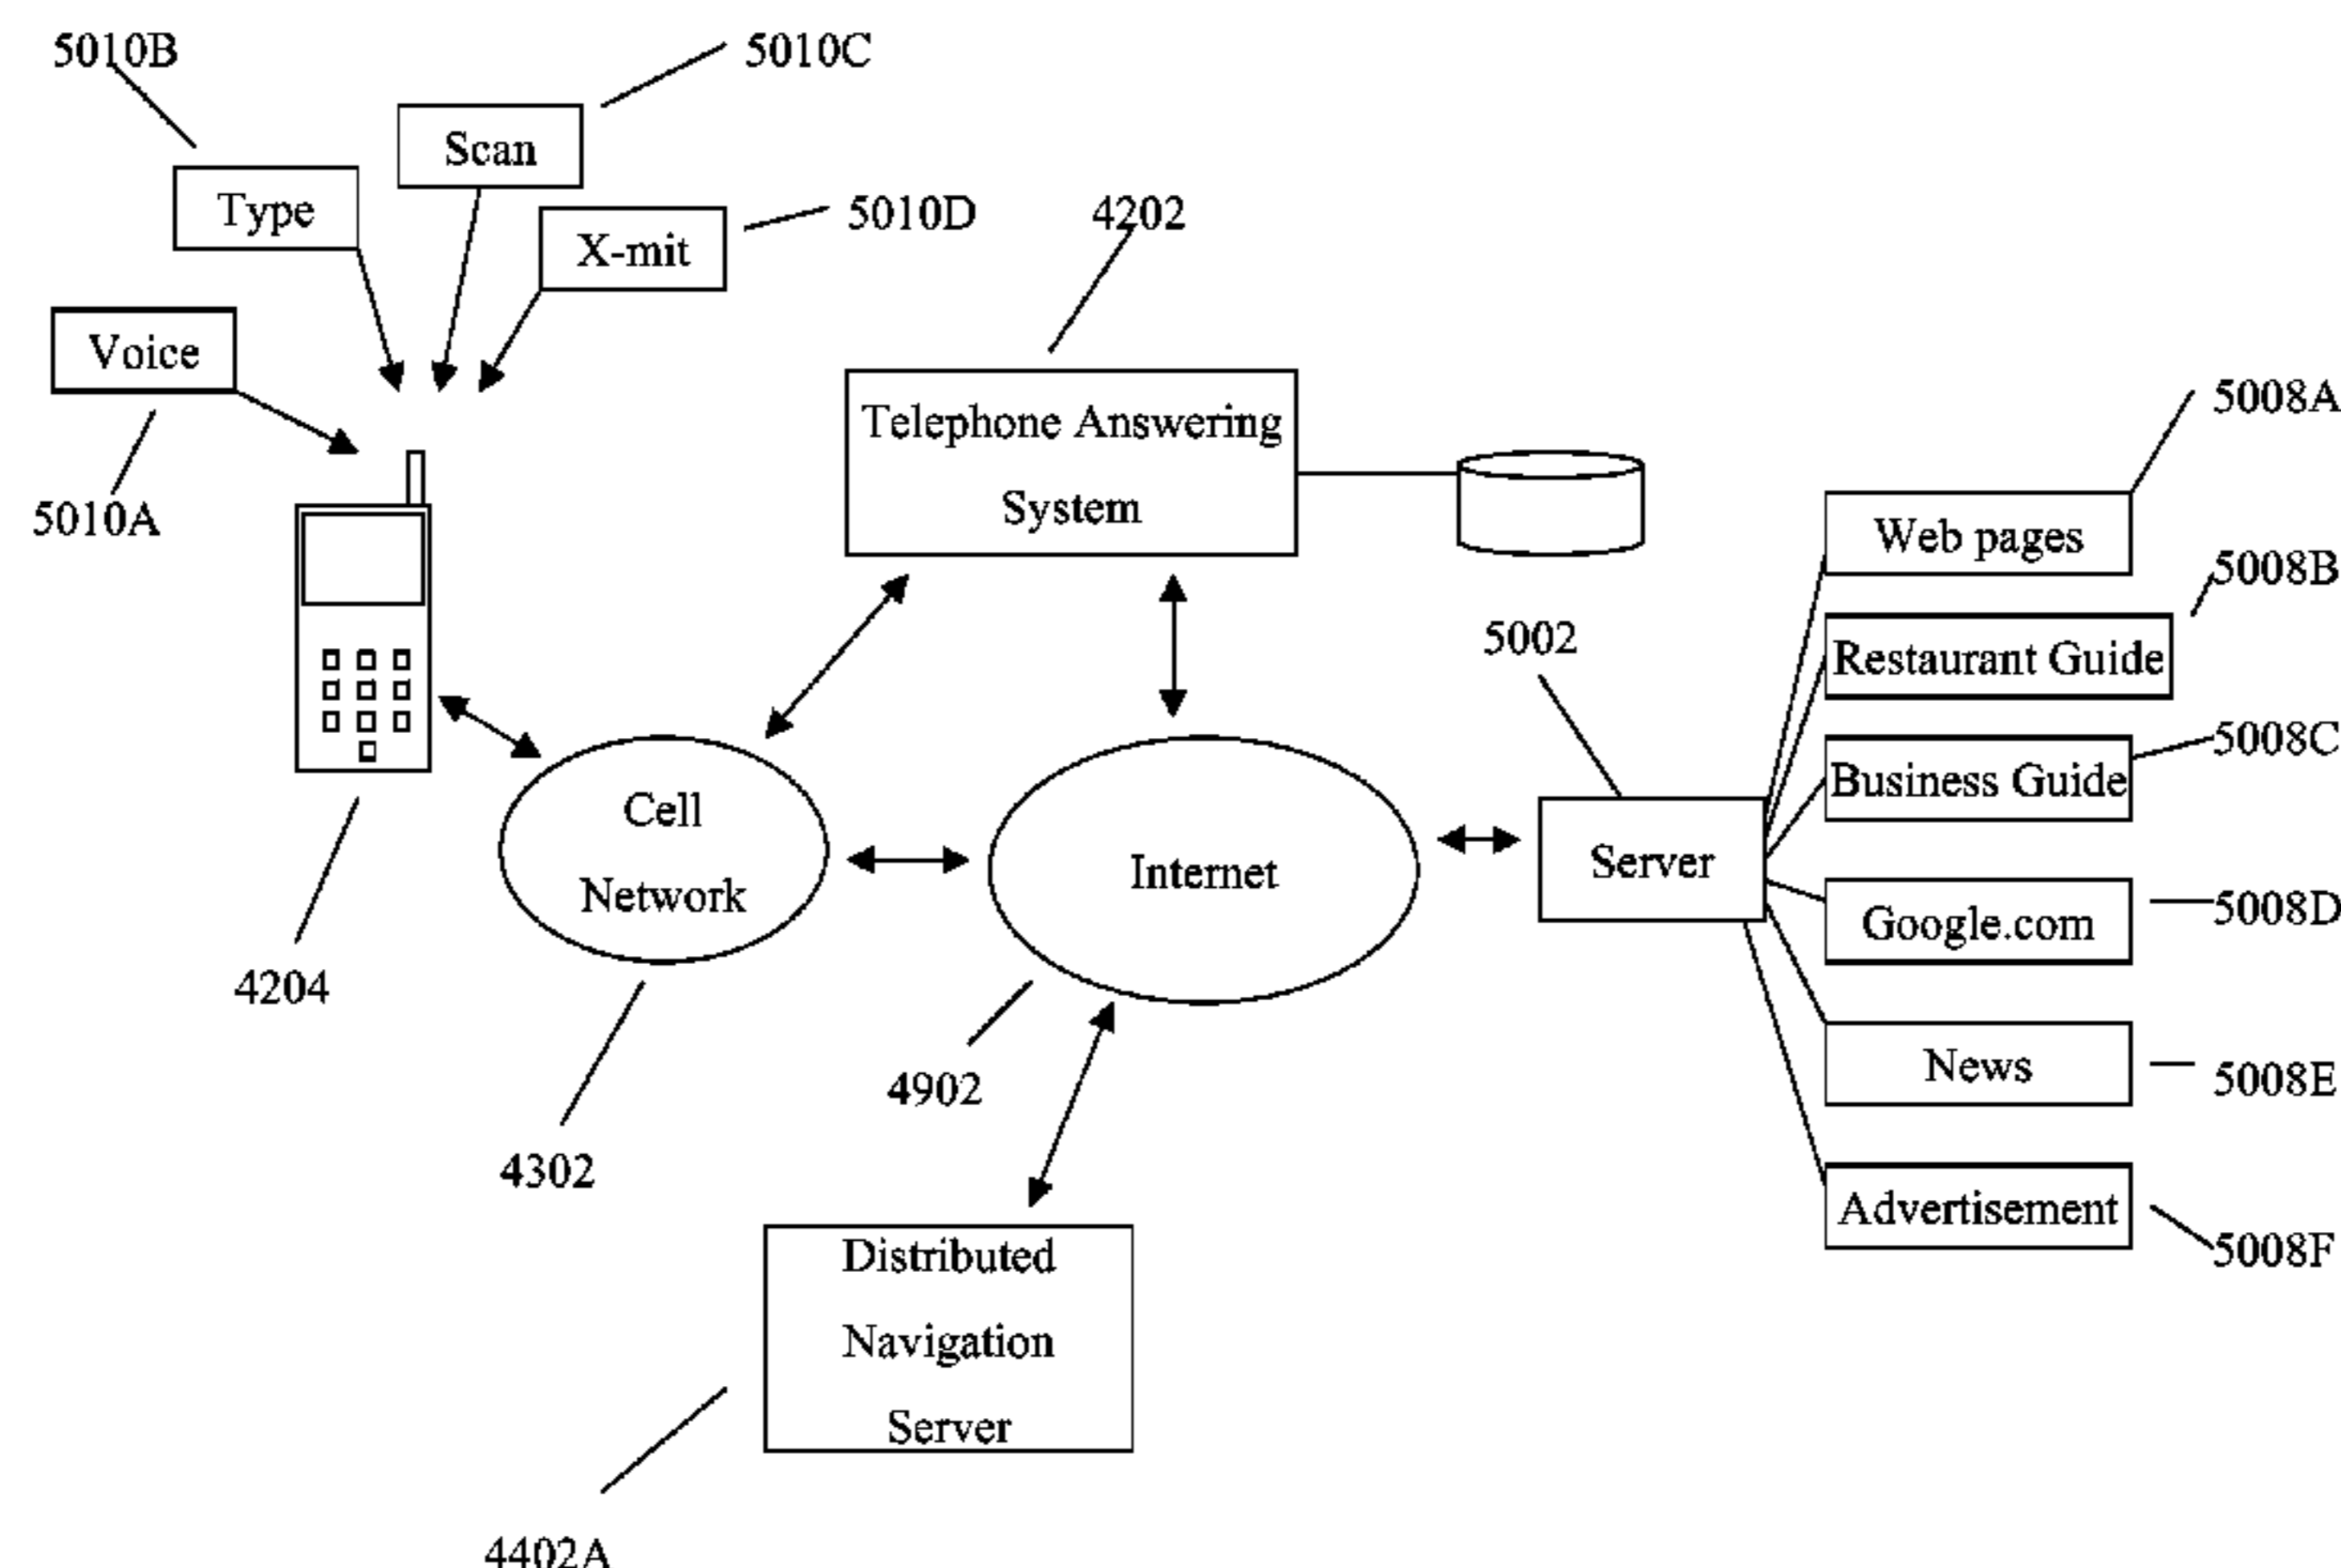 5010B
5010C
Scan
Type
5010D
4202
X-mit
Voice
Telephone Answering
System
5008A
5010A
Web pages
5008B
5002
Restaurant Guide
5008C
Business Guide
Cell
Network
Internet
Server
5008D
Google.com
4204
4902
News
5008E
4302
Advertisement
5008F
Distributed
Navigation
Server
4402A